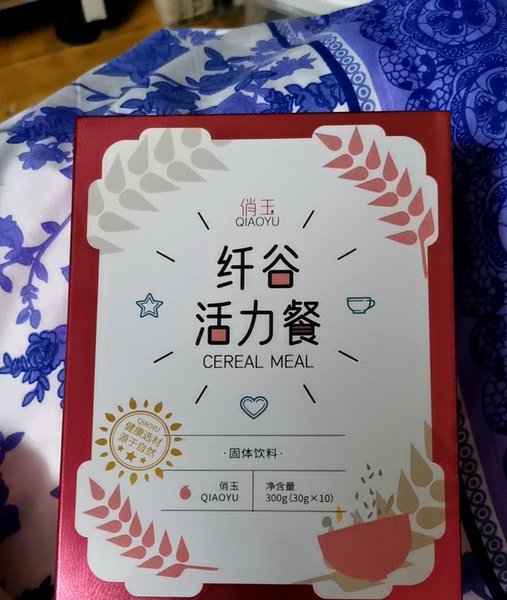 俏玉
QIAOYU
纤谷
活力餐
CEREAL MEAL
QIAOYU
健康选材
源于自然
·固体饮料·
俏玉
QIAOYU
净含量
300g(30g×10)